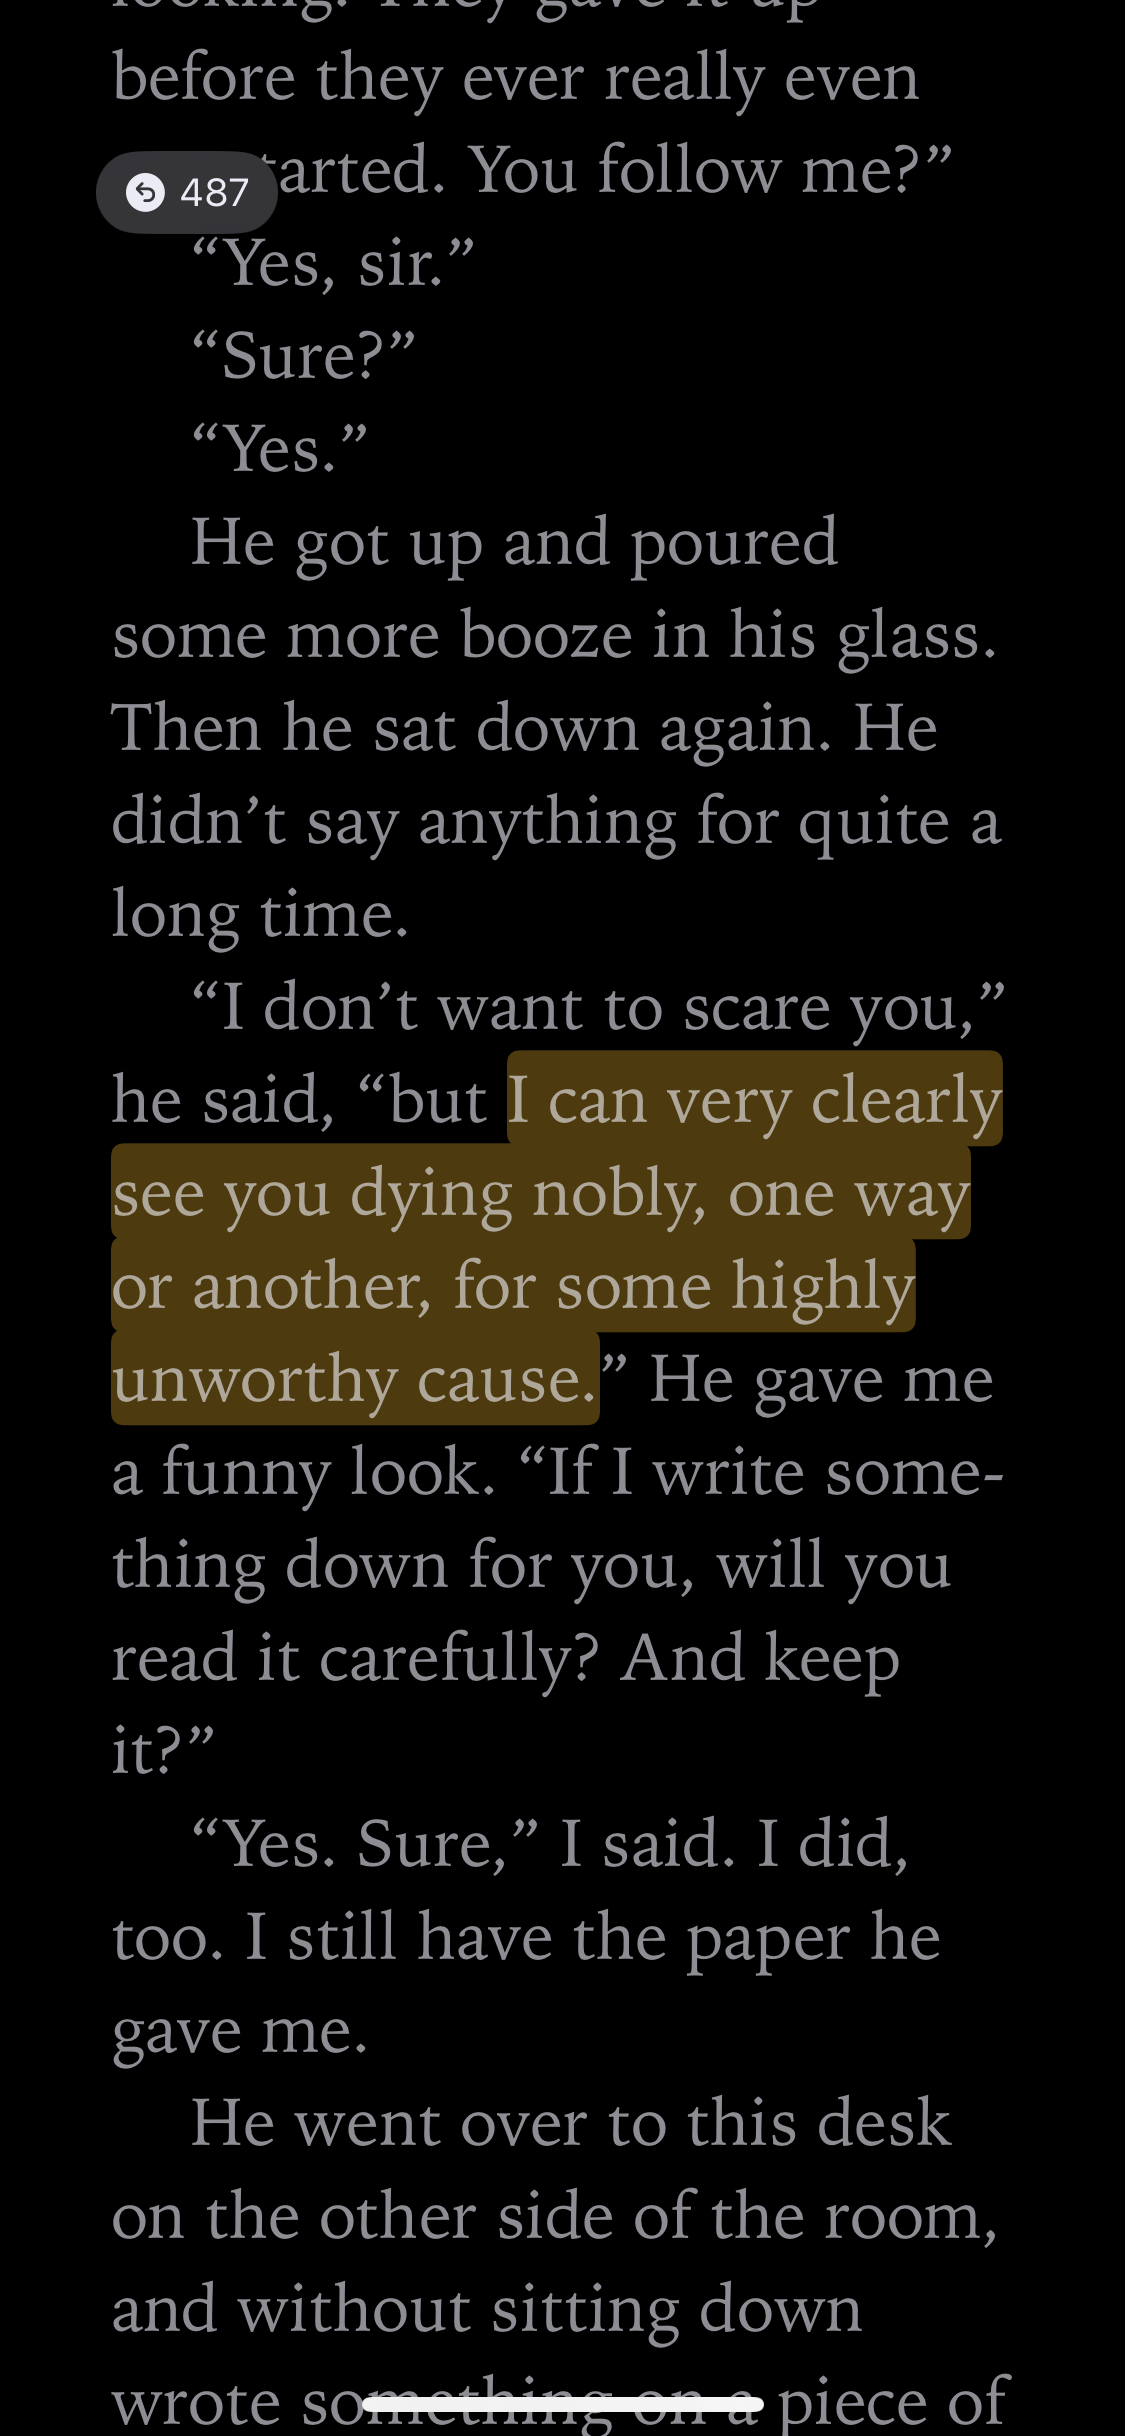 before they ever really even
tarted. You follow me?”
487
“Yes, sir.”
“Sure?”
“Yes.”
He got up and poured
some more booze in his glass.
Then he sat down again. He
didn’t say anything for quite a
long time.
“I don’t want to scare you,”
he said, “but I can very clearly
see you dying nobly, one way
or another, for some highly
unworthy cause.” He gave me
a funny look. “If I write some-
thing down for you, will you
read it carefully? And keep
it?”
“Yes. Sure,” I said. I did,
too. I still have the paper he
gave me.
He went over to this desk
on the other side of the room,
and without sitting down
wrote something on a piece of